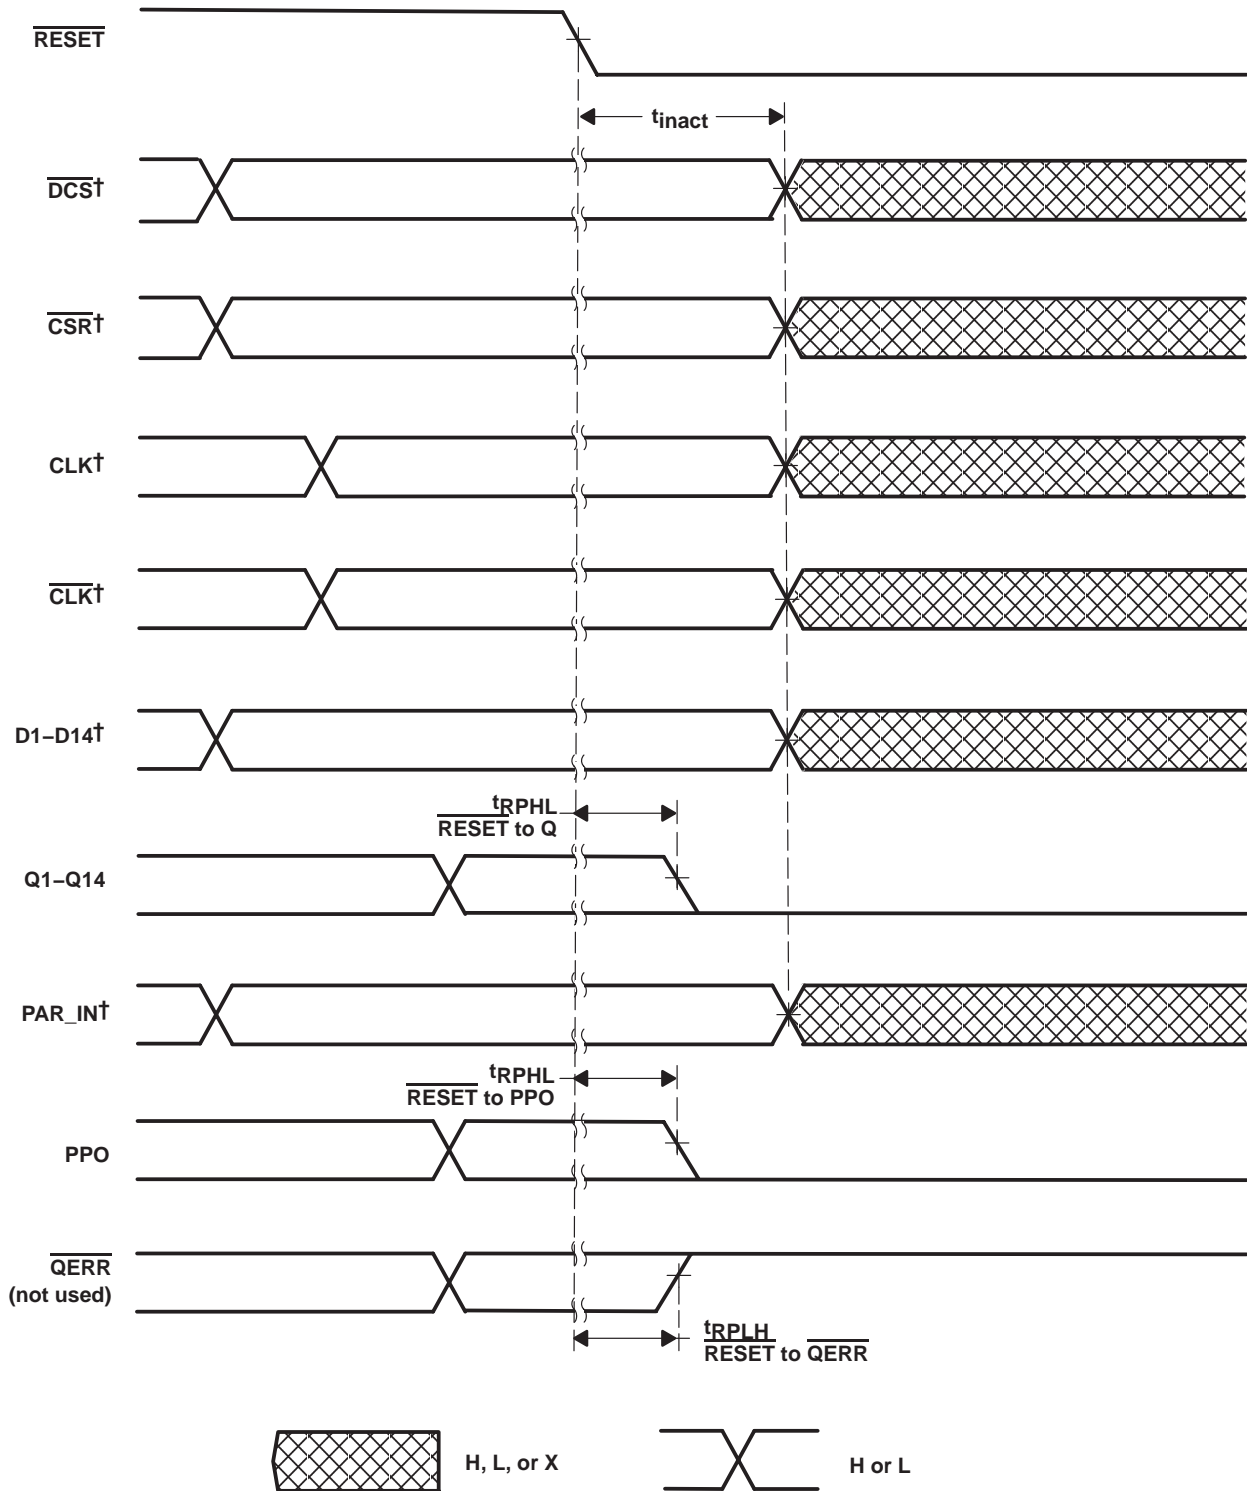 RESET
tinact
DCS†
CSR†
CLK†
CLK†
D1–D14†
tRPHL
RESET to Q
Q1–Q14
PAR_IN†
tRPHL
RESET to PPO
PPO
QERR
(not used)
tRPLH
RESET to QERR
H, L, or X
H or L